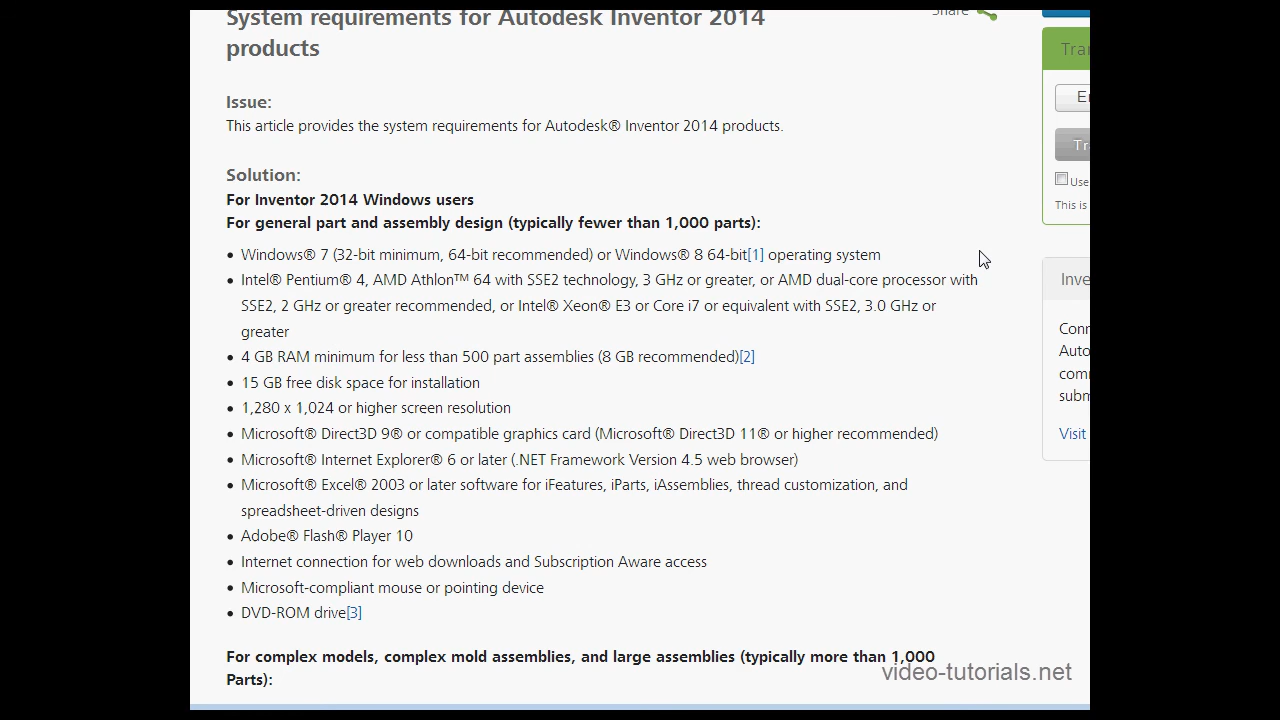 System requirements for Autodesk Inventor 2014
products
Share
Issue:
This article provides the system requirements for Autodesk® Inventor 2014 products.
Solution:
For Inventor 2014 Windows users
For general part and assembly design (typically fewer than 1,000 parts):
• Windows® 7 (32-bit minimum, 64-bit recommended) or Windows® 8 64-bit[1] operating system
• Intel® Pentium® 4, AMD Athlon™ 64 with SSE2 technology, 3 GHz or greater, or AMD dual-core processor with
SSE2, 2 GHz or greater recommended, or Intel® Xeon® E3 or Core i7 or equivalent with SSE2, 3.0 GHz or
greater
• 4 GB RAM minimum for less than 500 part assemblies (8 GB recommended)[2]
• 15 GB free disk space for installation
• 1,280 x 1,024 or higher screen resolution
• Microsoft® Direct3D 9® or compatible graphics card (Microsoft® Direct3D 11® or higher recommended)
• Microsoft® Internet Explorer® 6 or later (.NET Framework Version 4.5 web browser)
• Microsoft® Excel® 2003 or later software for iFeatures, iParts, iAssemblies, thread customization, and
spreadsheet-driven designs
• Adobe® Flash® Player 10
• Internet connection for web downloads and Subscription Aware access
• Microsoft-compliant mouse or pointing device
• DVD-ROM drive[3]
For complex models, complex mold assemblies, and large assemblies (typically more than 1,000
Parts):
Use
This is
Visit
video-tutorials.net